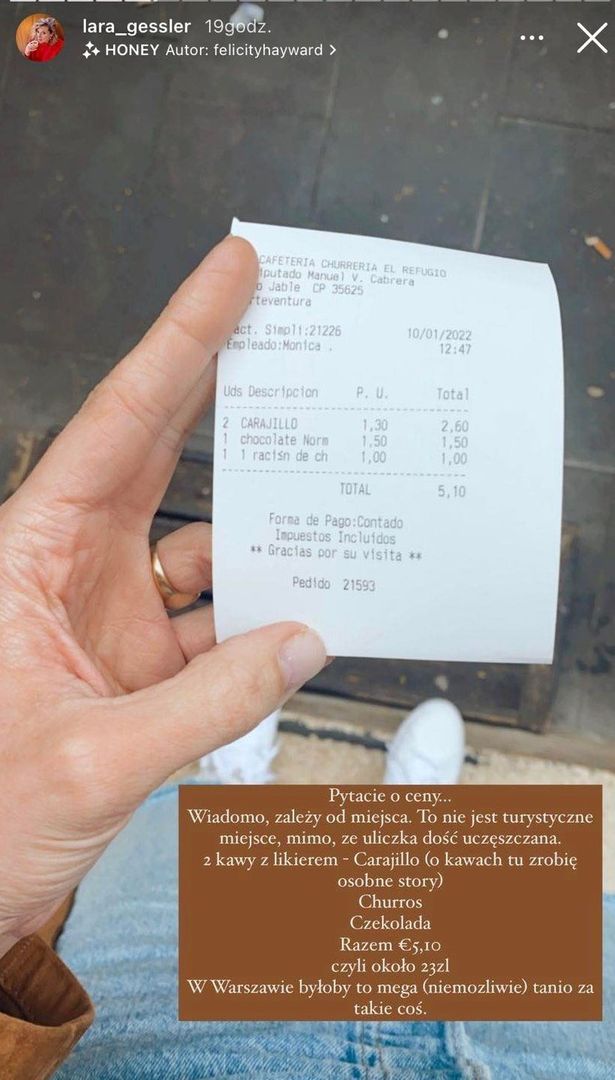 lara_gessler 19godz.
HONEY Autor: felicityhayward >
CAFETERIA CHURRERIA EL REFUGIO
iputado Manuel V. Cabrera
o Jable CP 35625
rteventura
act. Simpli:21226 10/01/2022
Empleado:Monica . 12:47
Uds Descripcion P. U. Total
2 CARAJILLO 1,30 2,60
1 chocolate Norm 1,50 1,50
1 1 racisn de ch 1,00 1,00
TOTAL 5,10
Forma de Pago:Contado
Impuestos Incluidos
** Gracias por su visita **
Pedido 21593
Pytacie o ceny...
Wiadomo, zależy od miejsca. To nie jest turystyczne
miejsce, mimo, ze uliczka dość uczęszczana.
2 kawy z likierem - Carajillo (o kawach tu zrobię
osobne story)
Churros
Czekolada
Razem €5,10
czyli około 23zl
W Warszawie byłoby to mega (niemozliwie) tanio za
takie coś.